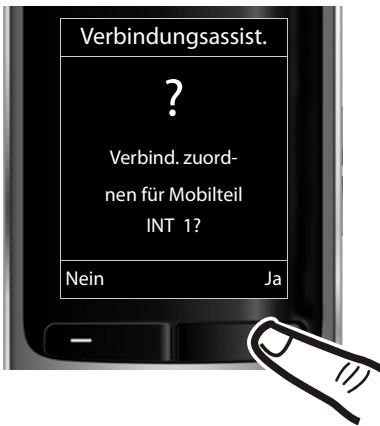 Verbindungsassist.
?
Verbind. zuord-
nen für Mobilteil
INT 1?
Nein Ja